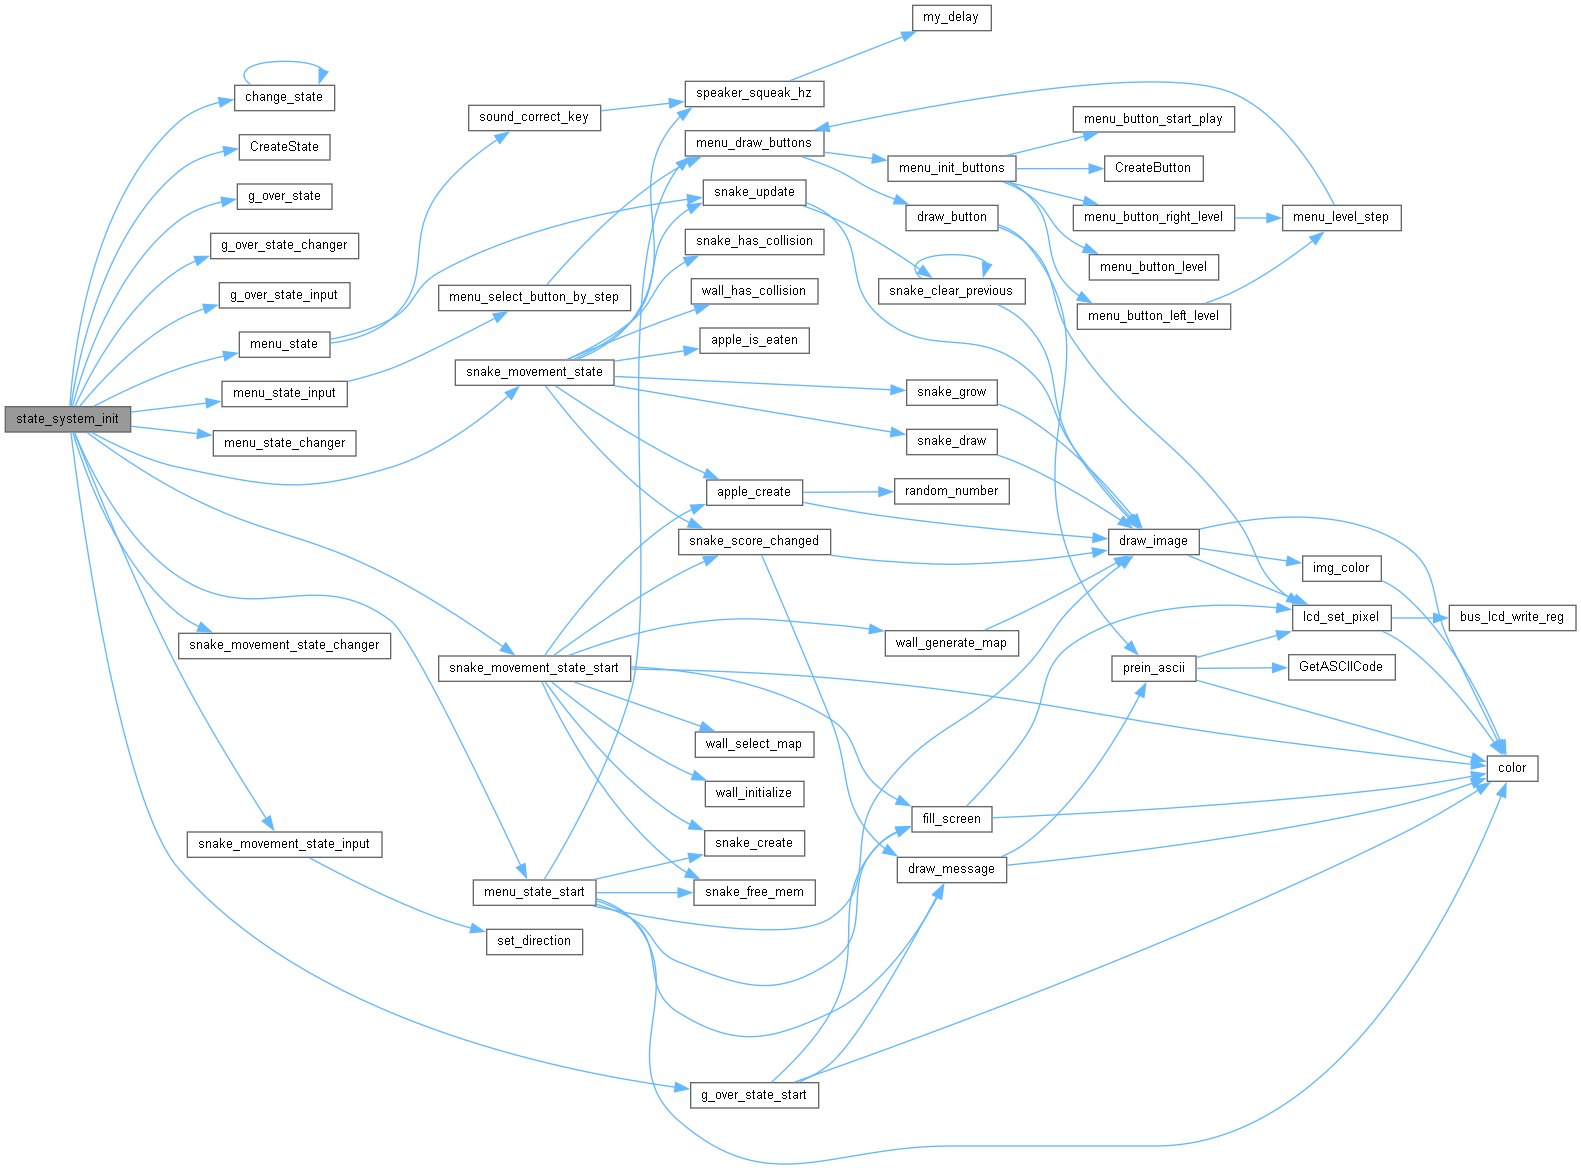 my_delay
change_state
speaker_squeak_hz
sound_correct_key
menu_button_start_play
CreateState
menu_draw_buttons
menu_init_buttons
CreateButton
g_over_state
snake_update
draw_button
menu_button_right_level
menu_level_step
g_over_state_changer
snake_has_collision
menu_button_level
g_over_state_input
menu_select_button_by_step
wall_has_collision
snake_clear_previous
menu_button_left_level
menu_state
apple_is_eaten
snake_movement_state
menu_state_input
snake_grow
state_system_init
menu_state_changer
snake_draw
apple_create
random_number
snake_score_changed
draw_image
img_color
lcd_set_pixel
bus_lcd_write_reg
snake_movement_state_changer
wall_generate_map
snake_movement_state_start
prein_ascii
GetASCIICode
wall_select_map
color
wall_initialize
fill_screen
snake_movement_state_input
snake_create
draw_message
menu_state_start
snake_free_mem
set_direction
g_over_state_start